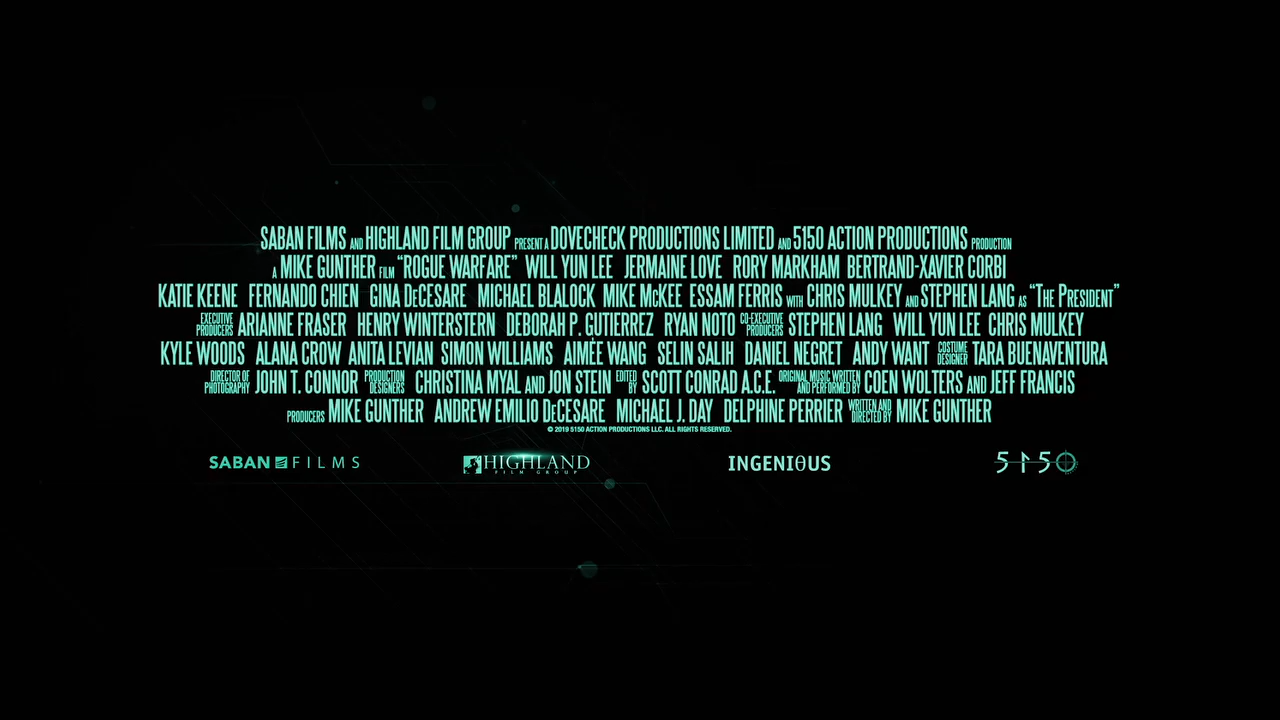 SABAN FILMS AND HIGHLAND FILM GROUP PRESENT A DOVECHECK PRODUCTIONS LIMITED AND 5150 ACTION PRODUCTIONS PRODUCTION
A MIKE GUNTHER FILM “ROGUE WARFARE” WILL YUN LEE JERMAINE LOVE RORY MARKHAM BERTRAND-XAVIER CORBI
KATIE KEENE FERNANDO CHIEN GINA DeCESARE MICHAEL BLALOCK MIKE McKEE ESSAM FERRIS WITH CHRIS MULKEY AND STEPHEN LANG AS “THE PRESIDENT”
EXECUTIVE PRODUCERS ARIANNE FRASER HENRY WINTERSTERN DEBORAH P. GUTIERREZ RYAN NOTO CO-EXECUTIVE PRODUCERS STEPHEN LANG WILL YUN LEE CHRIS MULKEY
KYLE WOODS ALANA CROW ANITA LEVIAN SIMON WILLIAMS AIMÈE WANG SELIN SALIH DANIEL NEGRET ANDY WANT COSTUME DESIGNER TARA BUENAVENTURA
DIRECTOR OF PHOTOGRAPHY JOHN T. CONNOR PRODUCTION DESIGNERS CHRISTINA MYAL AND JON STEIN EDITED BY SCOTT CONRAD A.C.E. ORIGINAL MUSIC WRITTEN AND PERFORMED BY COEN WOLTERS AND JEFF FRANCIS
PRODUCERS MIKE GUNTHER ANDREW EMILIO DeCESARE MICHAEL J. DAY DELPHINE PERRIER WRITTEN AND DIRECTED BY MIKE GUNTHER
© 2019 5150 ACTION PRODUCTIONS LLC. ALL RIGHTS RESERVED.
SABAN FILMS HIGHLAND FILM GROUP INGENIOUS 5150